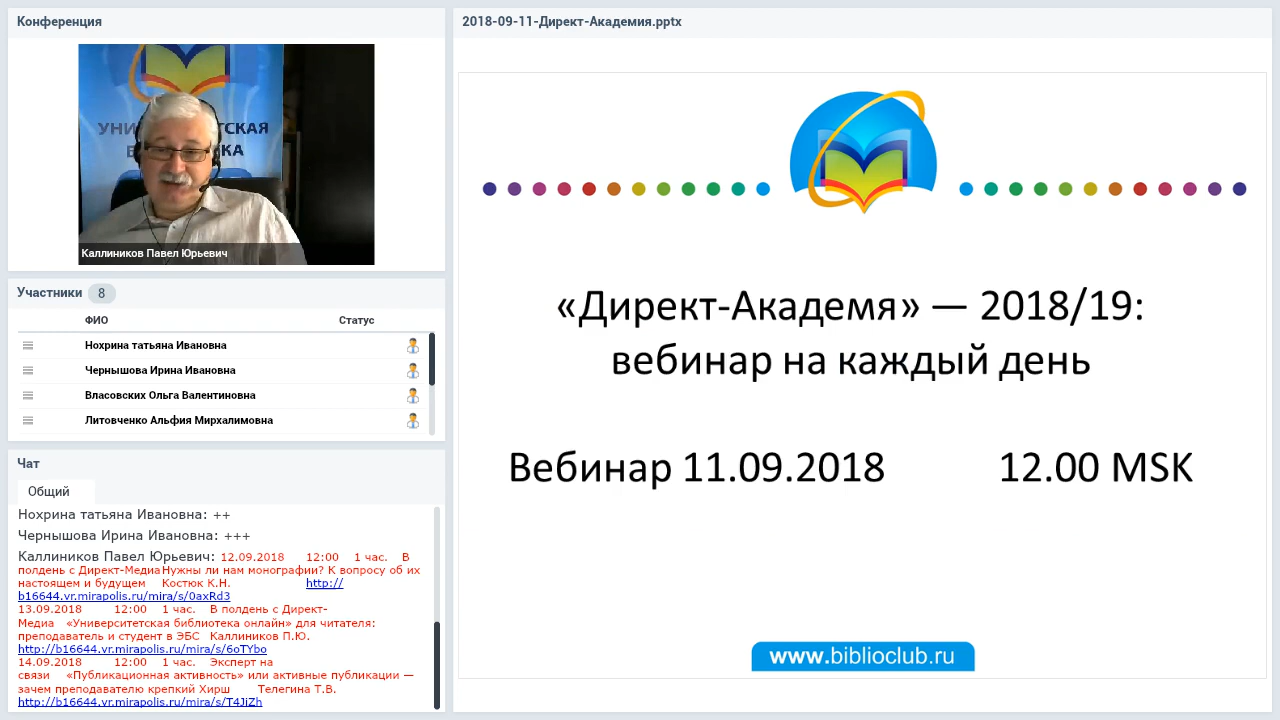 Конференция
УНИ ТСКАЯ
КА
Каллиников Павел Юрьевич
Участники 8
ФИО Статус
Нохрина татьяна Ивановна
Чернышова Ирина Ивановна
Власовских Ольга Валентиновна
Литовченко Альфия Мирхалимовна
Чат
Общий
Нохрина татьяна Ивановна: ++
Чернышова Ирина Ивановна: +++
Каллиников Павел Юрьевич: 12.09.2018 12:00 1 час. В
полдень с Директ-Медиа Нужны ли нам монографии? К вопросу об их
настоящем и будущем Костюк К.Н. http://
b16644.vr.mirapolis.ru/mira/s/0axRd3
13.09.2018 12:00 1 час. В полдень с Директ-
Медиа «Университетская библиотека онлайн» для читателя:
преподаватель и студент в ЭБС Каллиников П.Ю.
http://b16644.vr.mirapolis.ru/mira/s/6oTYbo
14.09.2018 12:00 1 час. Эксперт на
связи «Публикационная активность» или активные публикации —
зачем преподавателю крепкий Хирш Телегина Т.В.
http://b16644.vr.mirapolis.ru/mira/s/T4JiZh
2018-09-11-Директ-Академия.pptx
«Директ-Академя» — 2018/19:
вебинар на каждый день
Вебинар 11.09.2018 12.00 MSK
www.biblioclub.ru